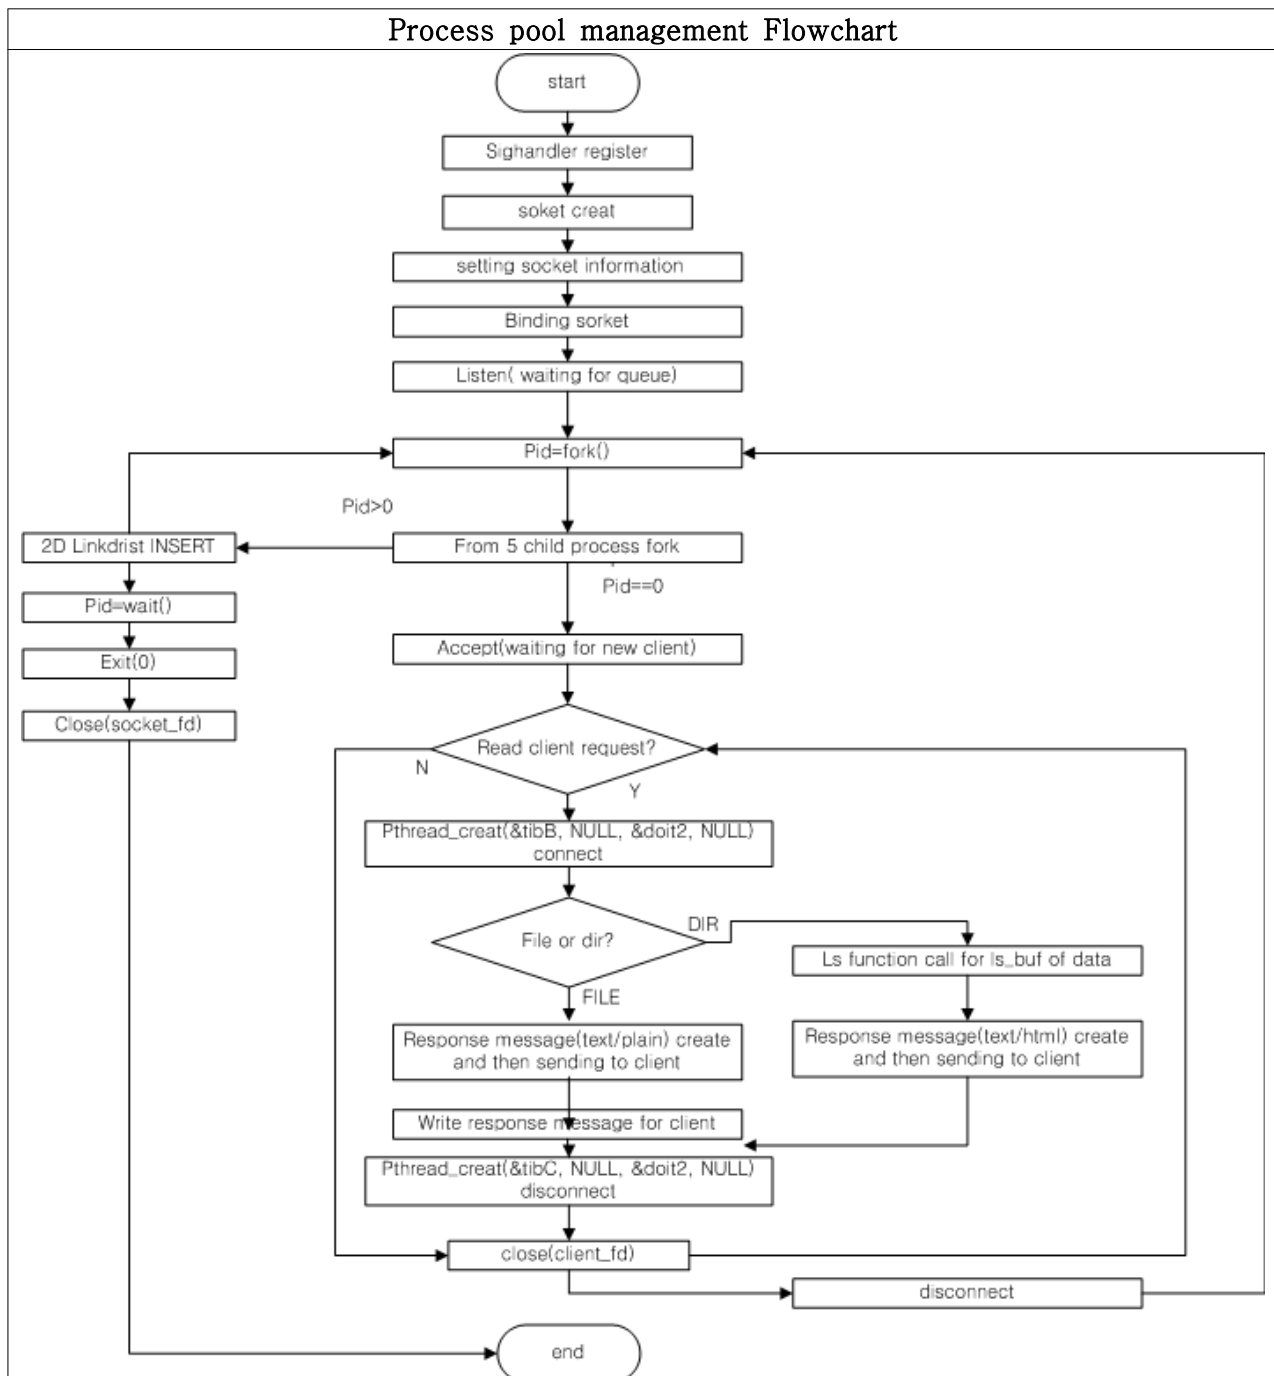 Process pool management Flowchart
start
Sighandler register
soket creat
setting socket information
Binding sorket
Listen( waiting for queue)
Pid=fork()
Pid>0
2D Linkdrist INSERT
From 5 child process fork
Pid==0
Pid=wait()
Accept(waiting for new client)
Exit(0)
Close(socket_fd)
Read client request?
N
Y
Pthread_creat(&tibB, NULL, &doit2, NULL)
connect
File or dir?
DIR
Ls function call for ls_buf of data
FILE
Response message(text/plain) create
and then sending to client
Response message(text/html) create
and then sending to client
Write response message for client
Pthread_creat(&tibC, NULL, &doit2, NULL)
disconnect
close(client_fd)
disconnect
end